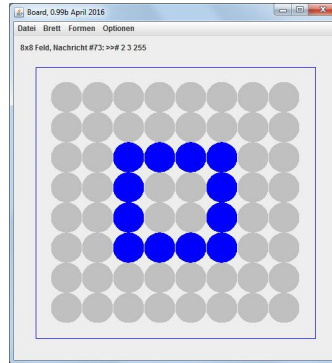 Board, 0.99b April 2016
Datei Brett Formen Optionen
8x8 Feld, Nachricht #73: >># 2 3 255